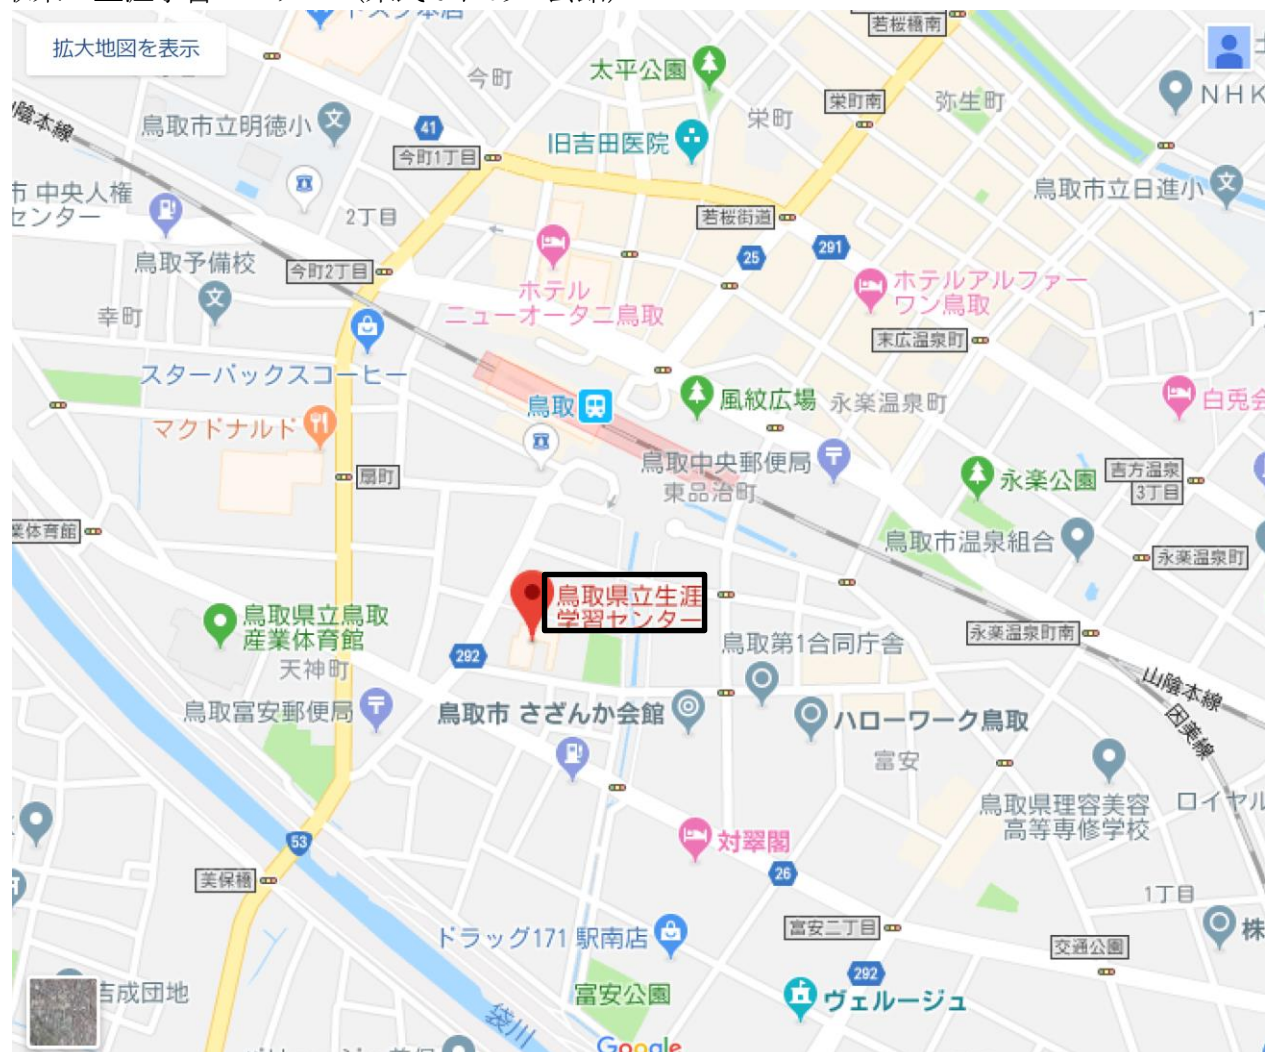 拡大地図を表示
若桜橋南
今町
太平公園
栄町南
弥生町
NHK
山陰本線
鳥取市立明徳小
41
栄町
旧吉田医院
今町1丁目
市 中央人権
センター
2丁目
鳥取市立日進小
若桜街道
25
291
鳥取予備校
今町2丁目
ホテル
ニューオータニ鳥取
ホテルアルファー
ワン鳥取
幸町
末広温泉町
スターバックスコーヒー
鳥取
風紋広場
永楽温泉町
白兎会
マクドナルド
鳥取中央郵便局
東品治町
扇町
永楽公園
吉方温泉
3丁目
業体育館
鳥取市温泉組合
永楽温泉町
鳥取県立生涯
学習センター
鳥取県立鳥取
産業体育館
天神町
292
鳥取第1合同庁舎
永楽温泉町南
山陰本線
因美線
鳥取富安郵便局
鳥取市 さざんか会館
ハローワーク鳥取
富安
鳥取県理容美容
高等専修学校
ロイヤル
53
対翠閣
26
美保橋
1丁目
ドラッグ171 駅南店
富安二丁目
交通公園
株
292
吉成団地
富安公園
ヴェルージュ
袋川
Google